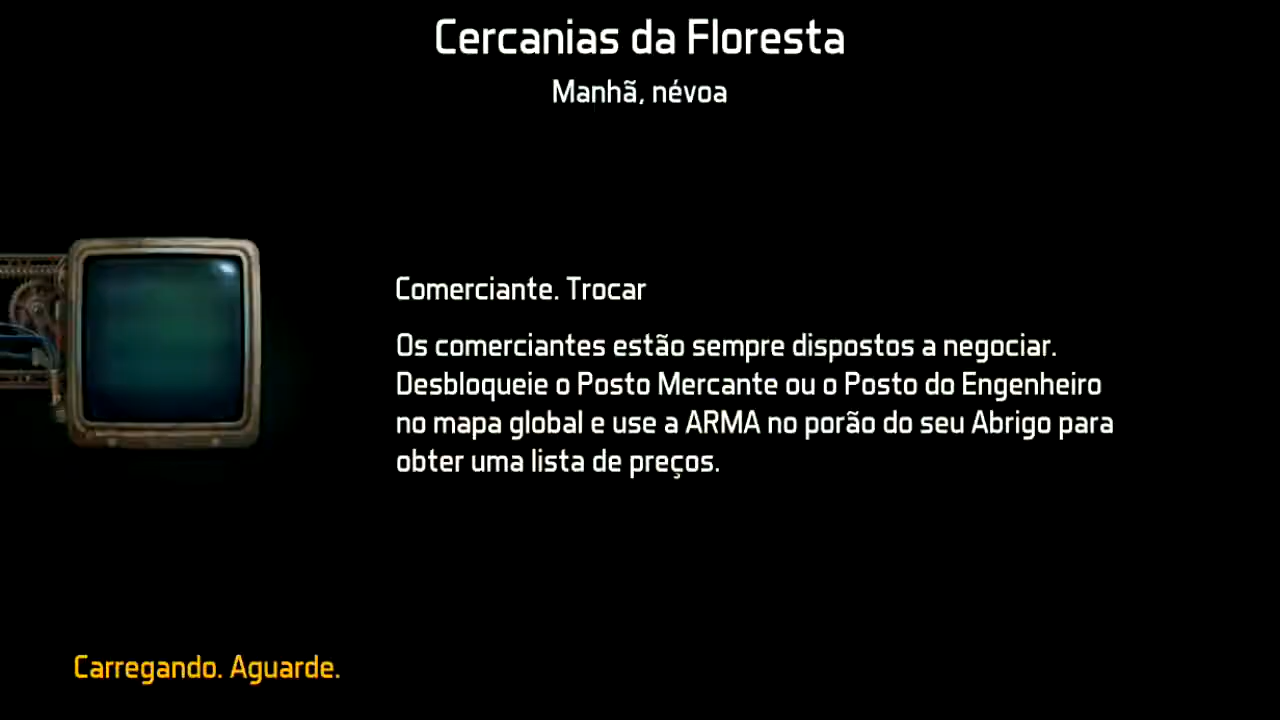 Cercanias da Floresta
Manhã, névoa
Comerciante. Trocar
Os comerciantes estão sempre dispostos a negociar.
Desbloqueie o Posto Mercante ou o Posto do Engenheiro
no mapa global e use a ARMA no porão do seu Abrigo para
obter uma lista de preços.
Carregando. Aguarde.